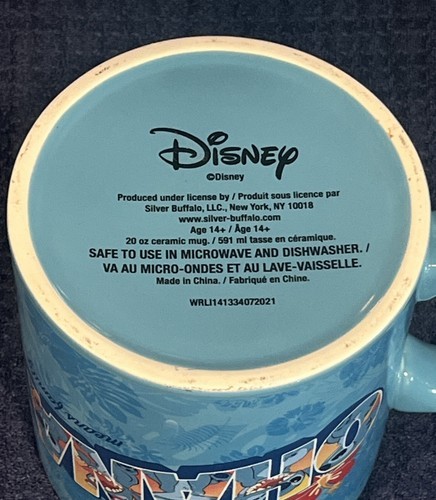 Disney
©Disney
Produced under license by / Produit sous licence par
Silver Buffalo, LLC., New York, NY 10018
www.silver-buffalo.com
Age 14+ / Âge 14+
20 oz ceramic mug. / 591 ml tasse en céramique.
SAFE TO USE IN MICROWAVE AND DISHWASHER. /
VA AU MICRO-ONDES ET AU LAVE-VAISSELLE.
Made in China. / Fabriqué en Chine.
WRLI141334072021
OHANA